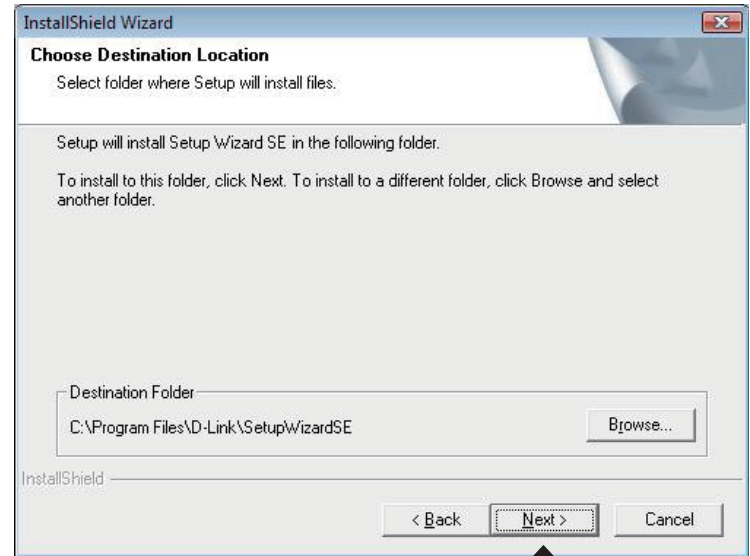 InstallShield Wizard
Choose Destination Location
Select folder where Setup will install files.
Setup will install Setup Wizard SE in the following folder.
To install to this folder, click Next. To install to a different folder, click Browse and select
another folder.
Destination Folder
C:\Program Files\D-Link\SetupWizardSE
Browse...
InstallShield
< Back
Next >
Cancel